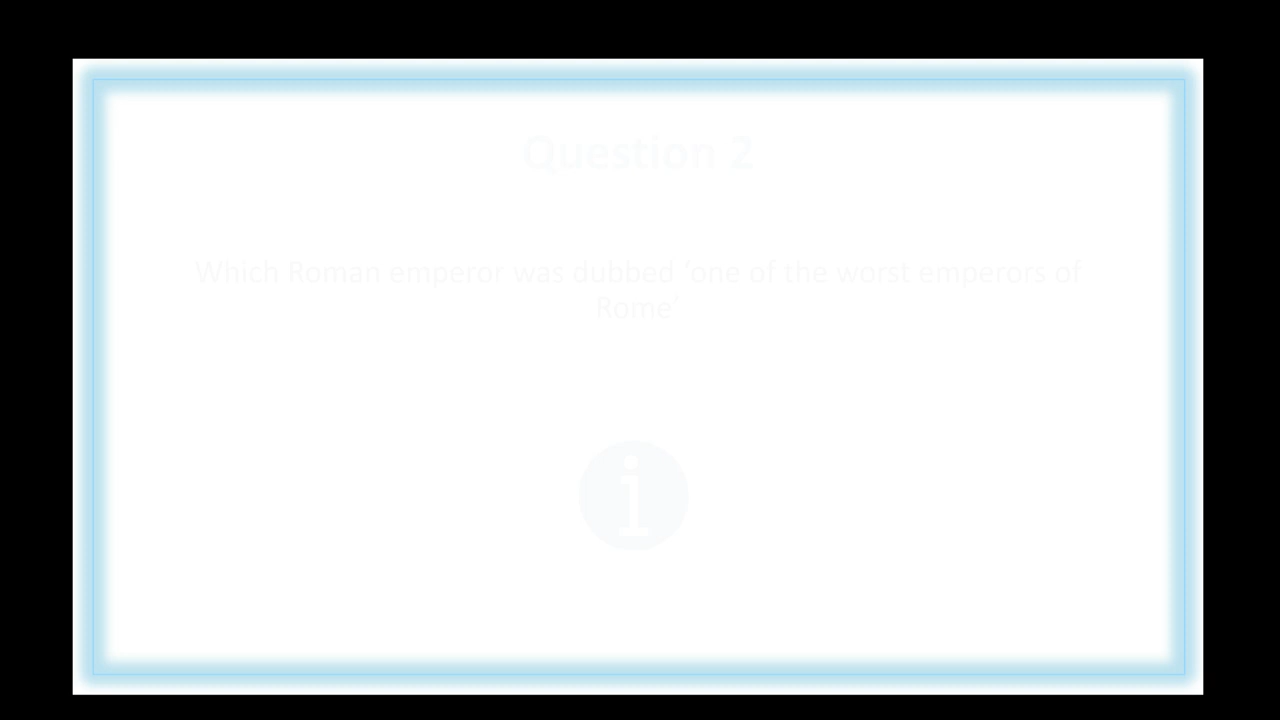 Question 2
Which Roman emperor was dubbed ‘one of the worst emperors of
Rome’
i